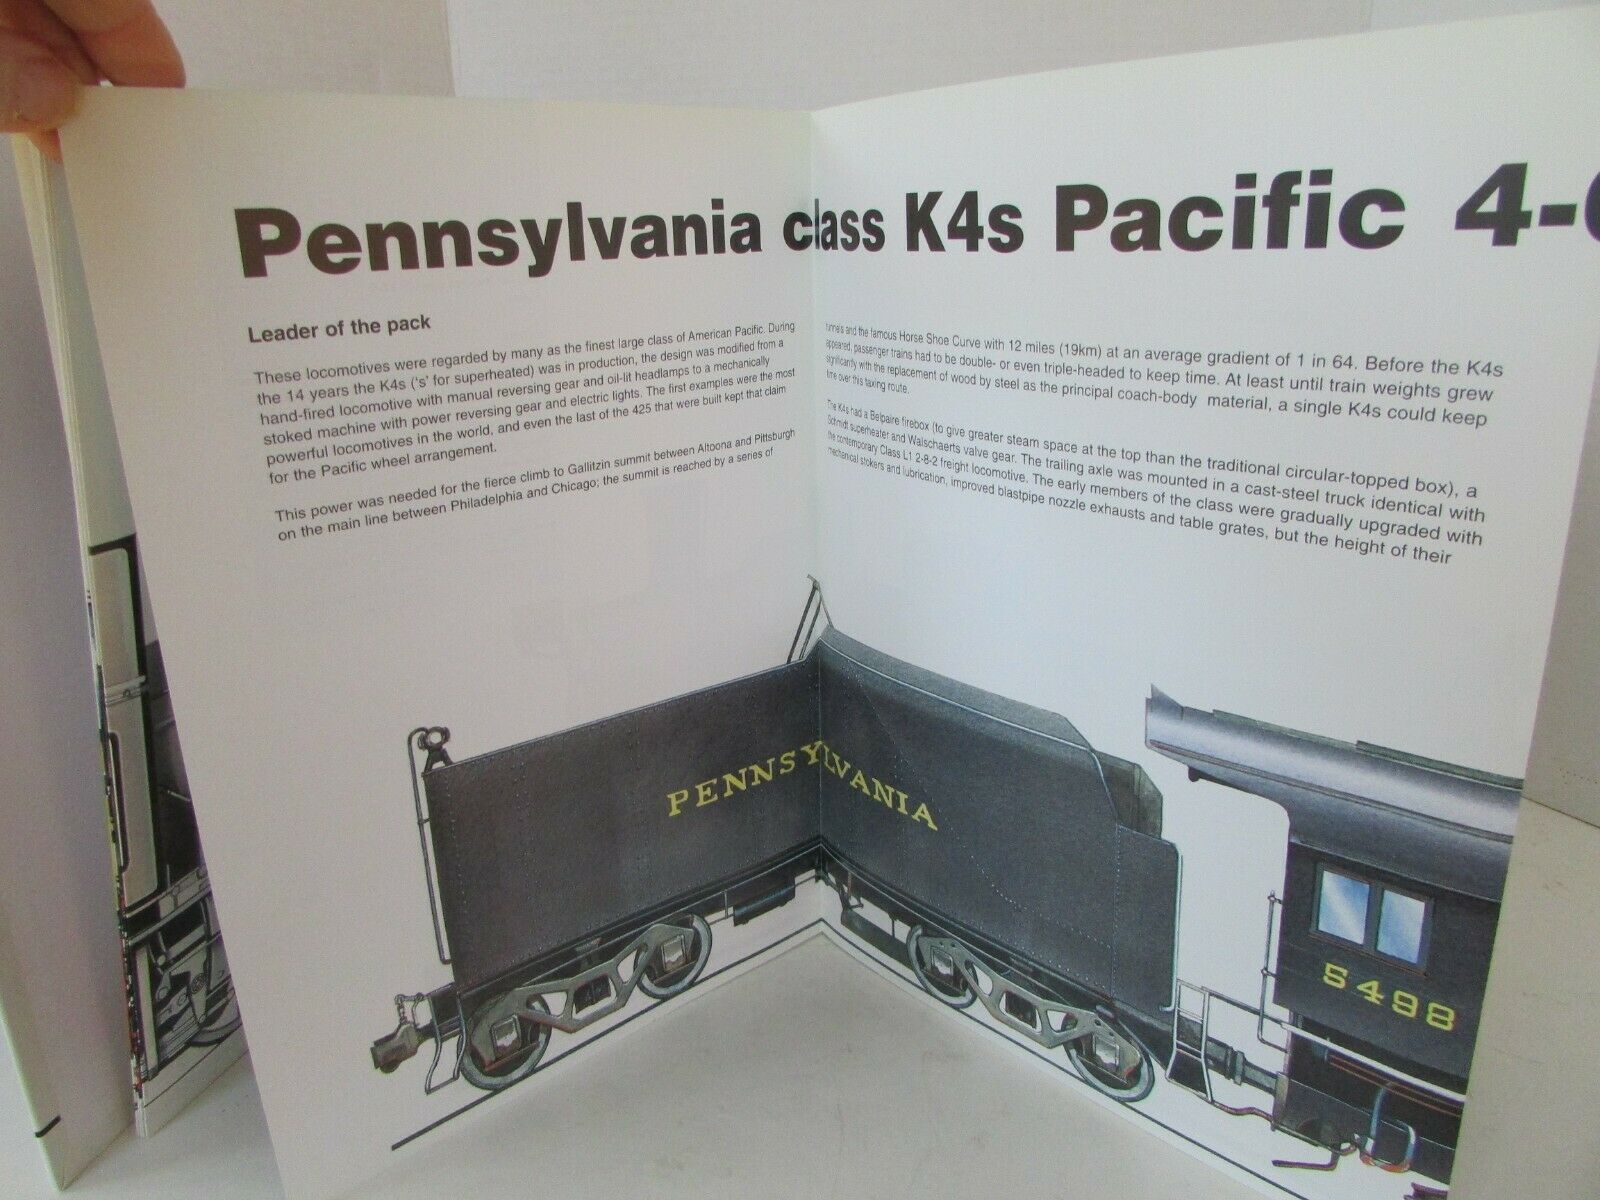 Pennsylvania class K4s Pacific 4-
Leader of the pack
These locomotives were regarded by many as the finest large class of American Pacific. During
the 14 years the K4s ('s' for superheated) was in production, the design was modified from a
hand-fired locomotive with manual reversing gear and oil-lit headlamps to a mechanically
stoked machine with power reversing gear and electric lights. The first examples were the most
powerful locomotives in the world, and even the last of the 425 that were built kept that claim
for the Pacific wheel arrangement.
This power was needed for the fierce climb to Gallitzin summit between Altoona and Pittsburgh
on the main line between Philadelphia and Chicago; the summit is reached by a series of
tunnels and the famous Horse Shoe Curve with 12 miles (19km) at an average gradient of 1 in 64. Before the K4s
appeared, passenger trains had to be double- or even triple-headed to keep time. At least until train weights grew
significantly with the replacement of wood by steel as the principal coach-body material, a single K4s could keep
time over this taxing route.
The K4s had a Belpaire firebox (to give greater steam space at the top than the traditional circular-topped box), a
Schmidt superheater and Walschaerts valve gear. The trailing axle was mounted in a cast-steel truck identical with
the contemporary Class L1 2-8-2 freight locomotive. The early members of the class were gradually upgraded with
mechanical stokers and lubrication, improved blastpipe nozzle exhausts and table grates, but the height of their
PENNSYLVANIA
5498